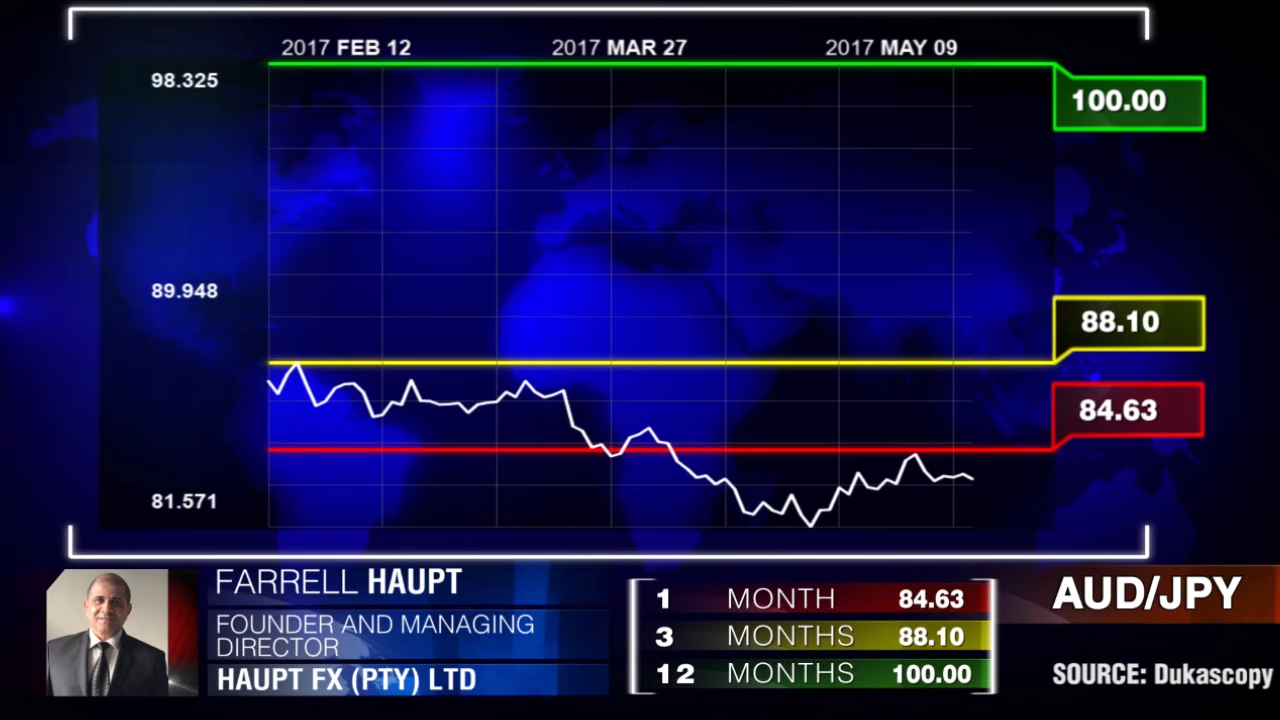 2017 FEB 12
2017 MAR 27
2017 MAY 09
98.325
100.00
89.948
88.10
84.63
81.571
FARRELL HAUPT
FOUNDER AND MANAGING
DIRECTOR
HAUPT FX (PTY) LTD
1 MONTH 84.63
3 MONTHS 88.10
12 MONTHS 100.00
AUD/JPY
SOURCE: Dukascopy